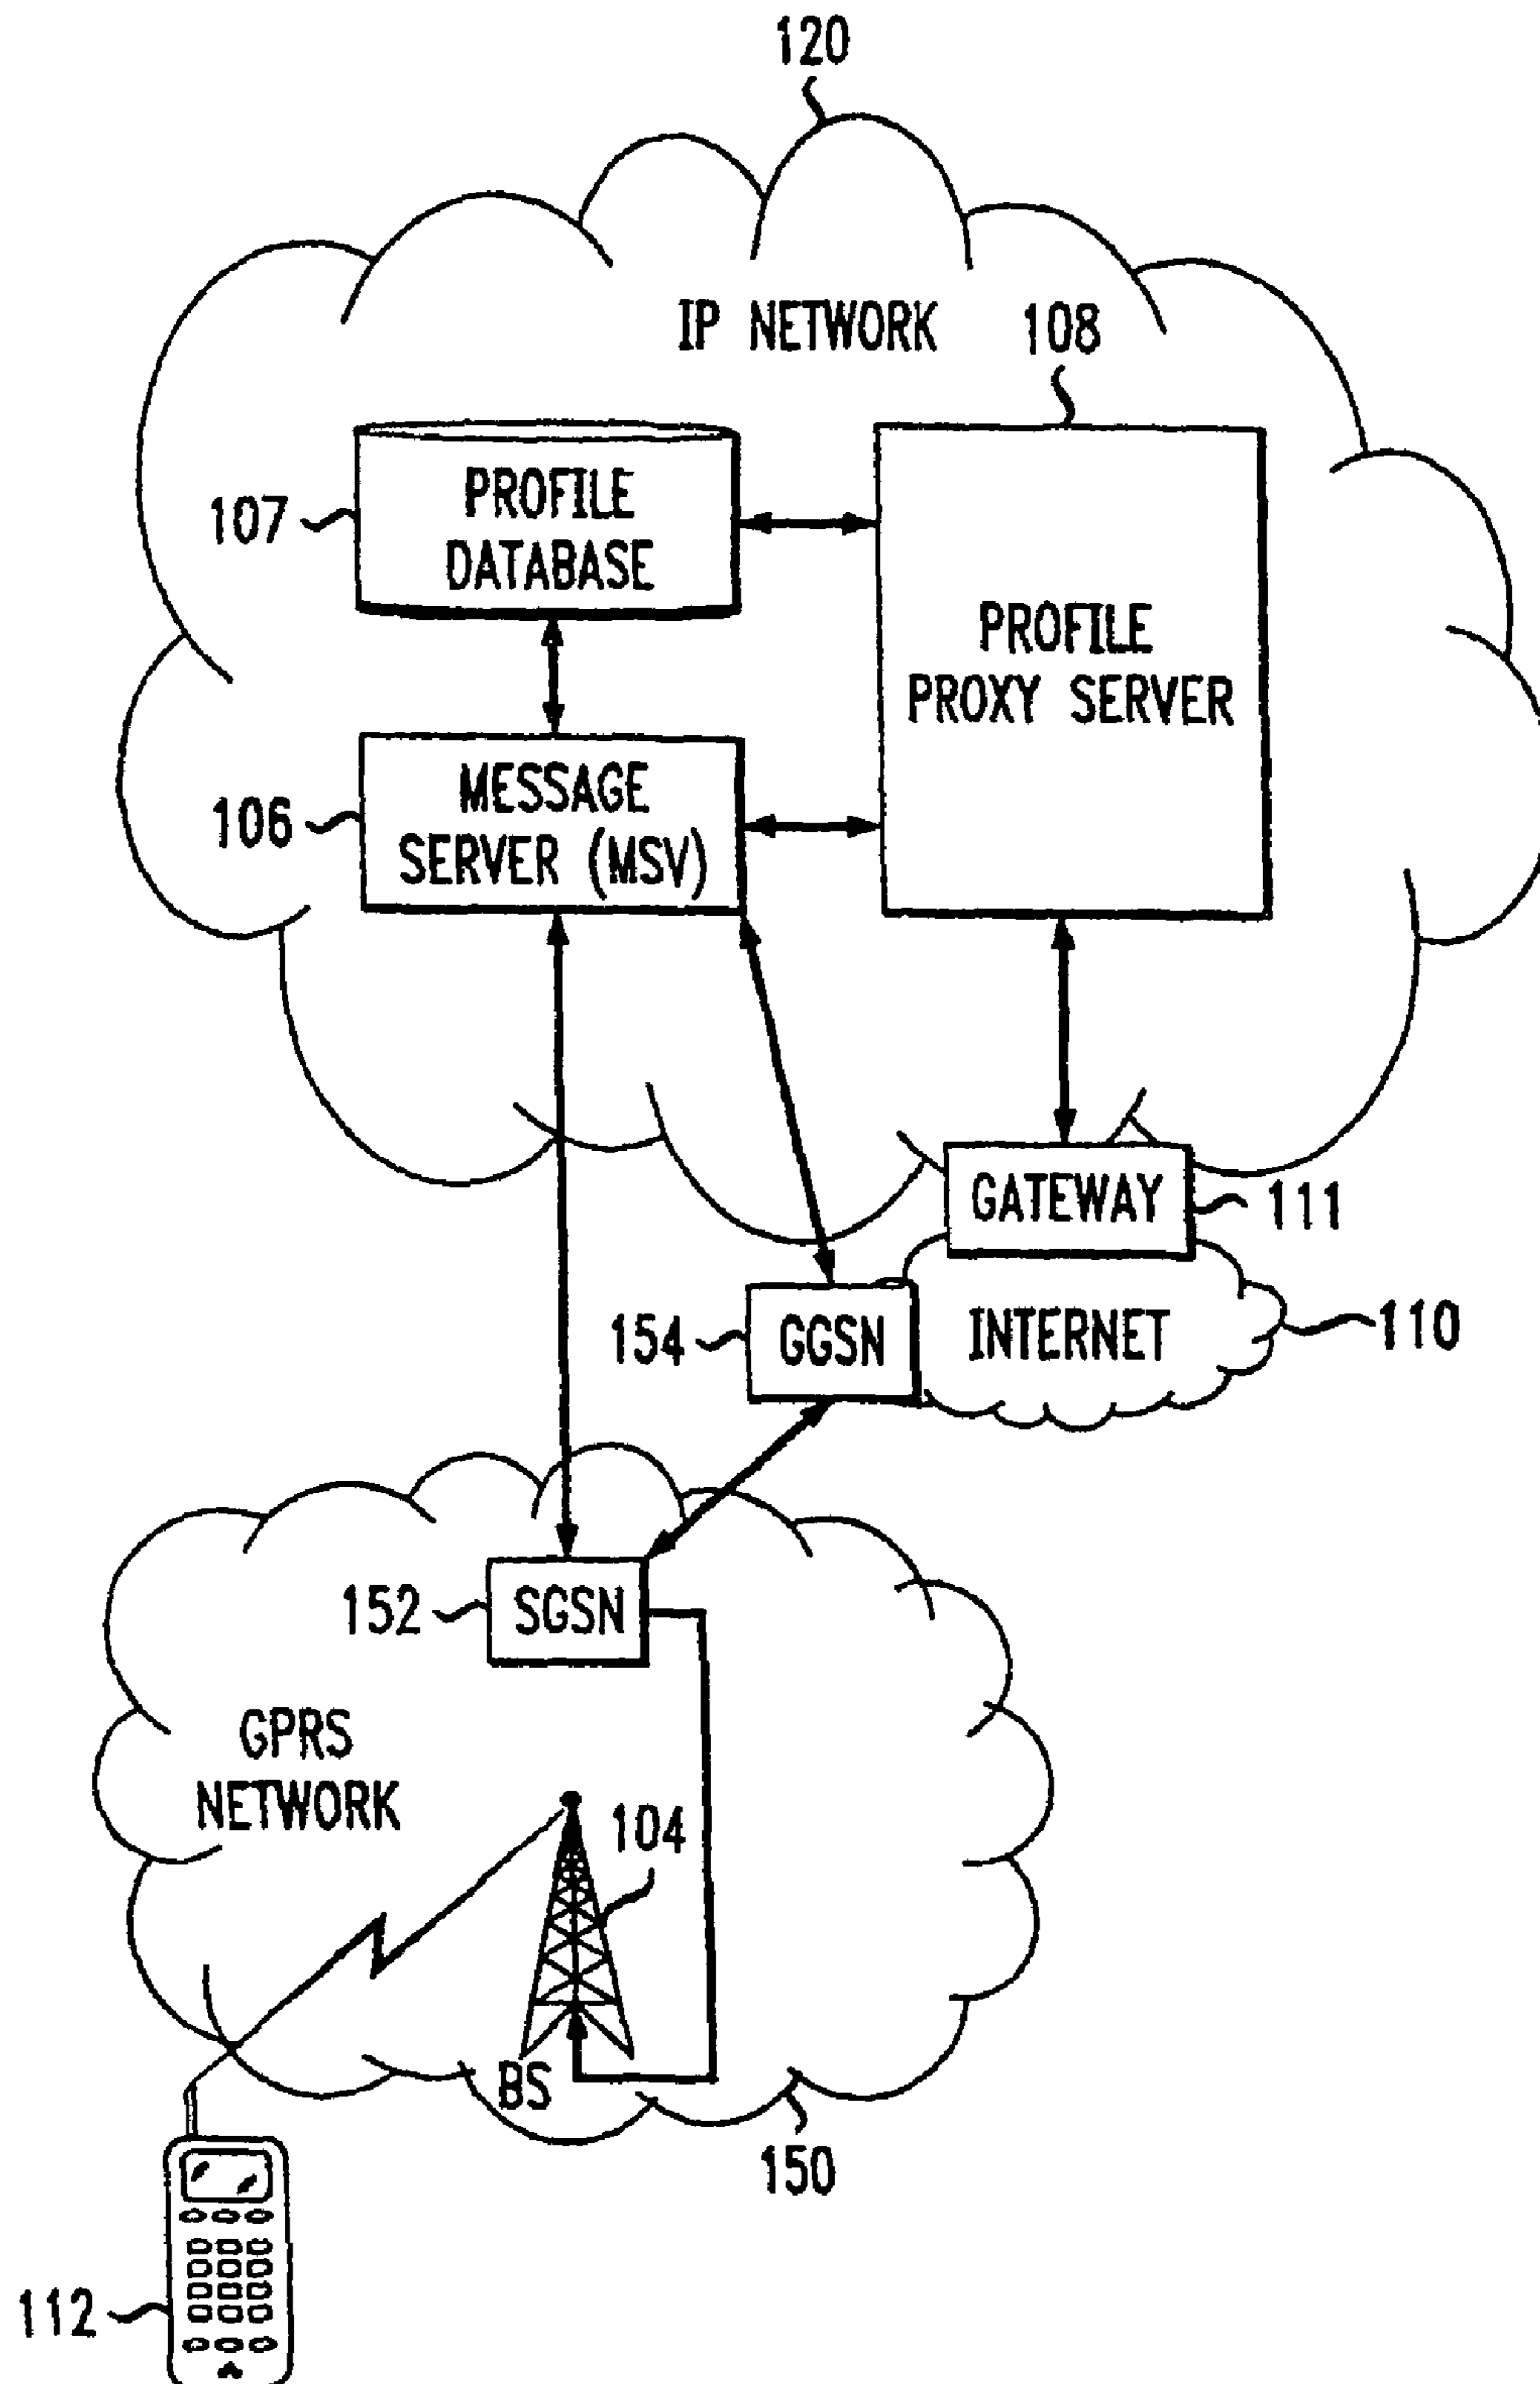 120
IP NETWORK
108
107
PROFILE
DATABASE
PROFILE
PROXY SERVER
106
MESSAGE
SERVER (MSV)
GATEWAY
111
154
GGSN
INTERNET
110
152
SGSN
GPRS
NETWORK
104
BS
150
112